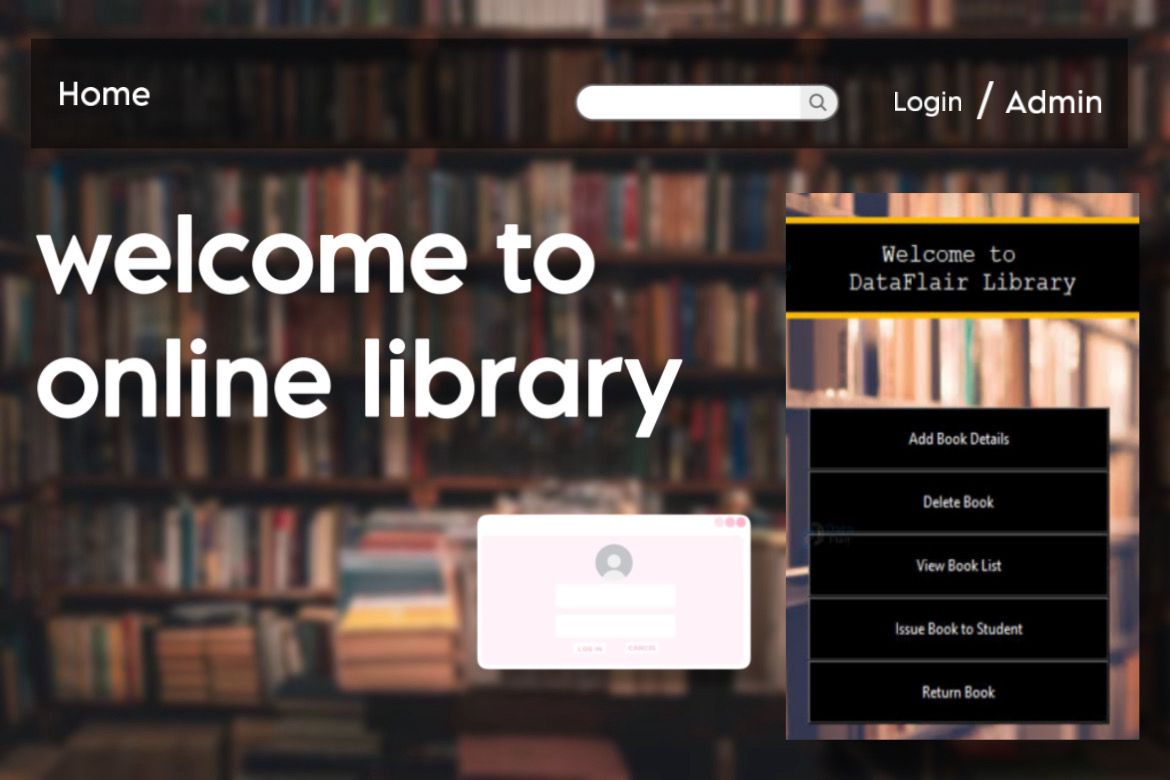 Home
Login / Admin
welcome to
online library
Welcome to
DataFlair Library
Add Book Details
Delete Book
View Book List
Issue Book to Student
Return Book
LOG IN
CANCEL